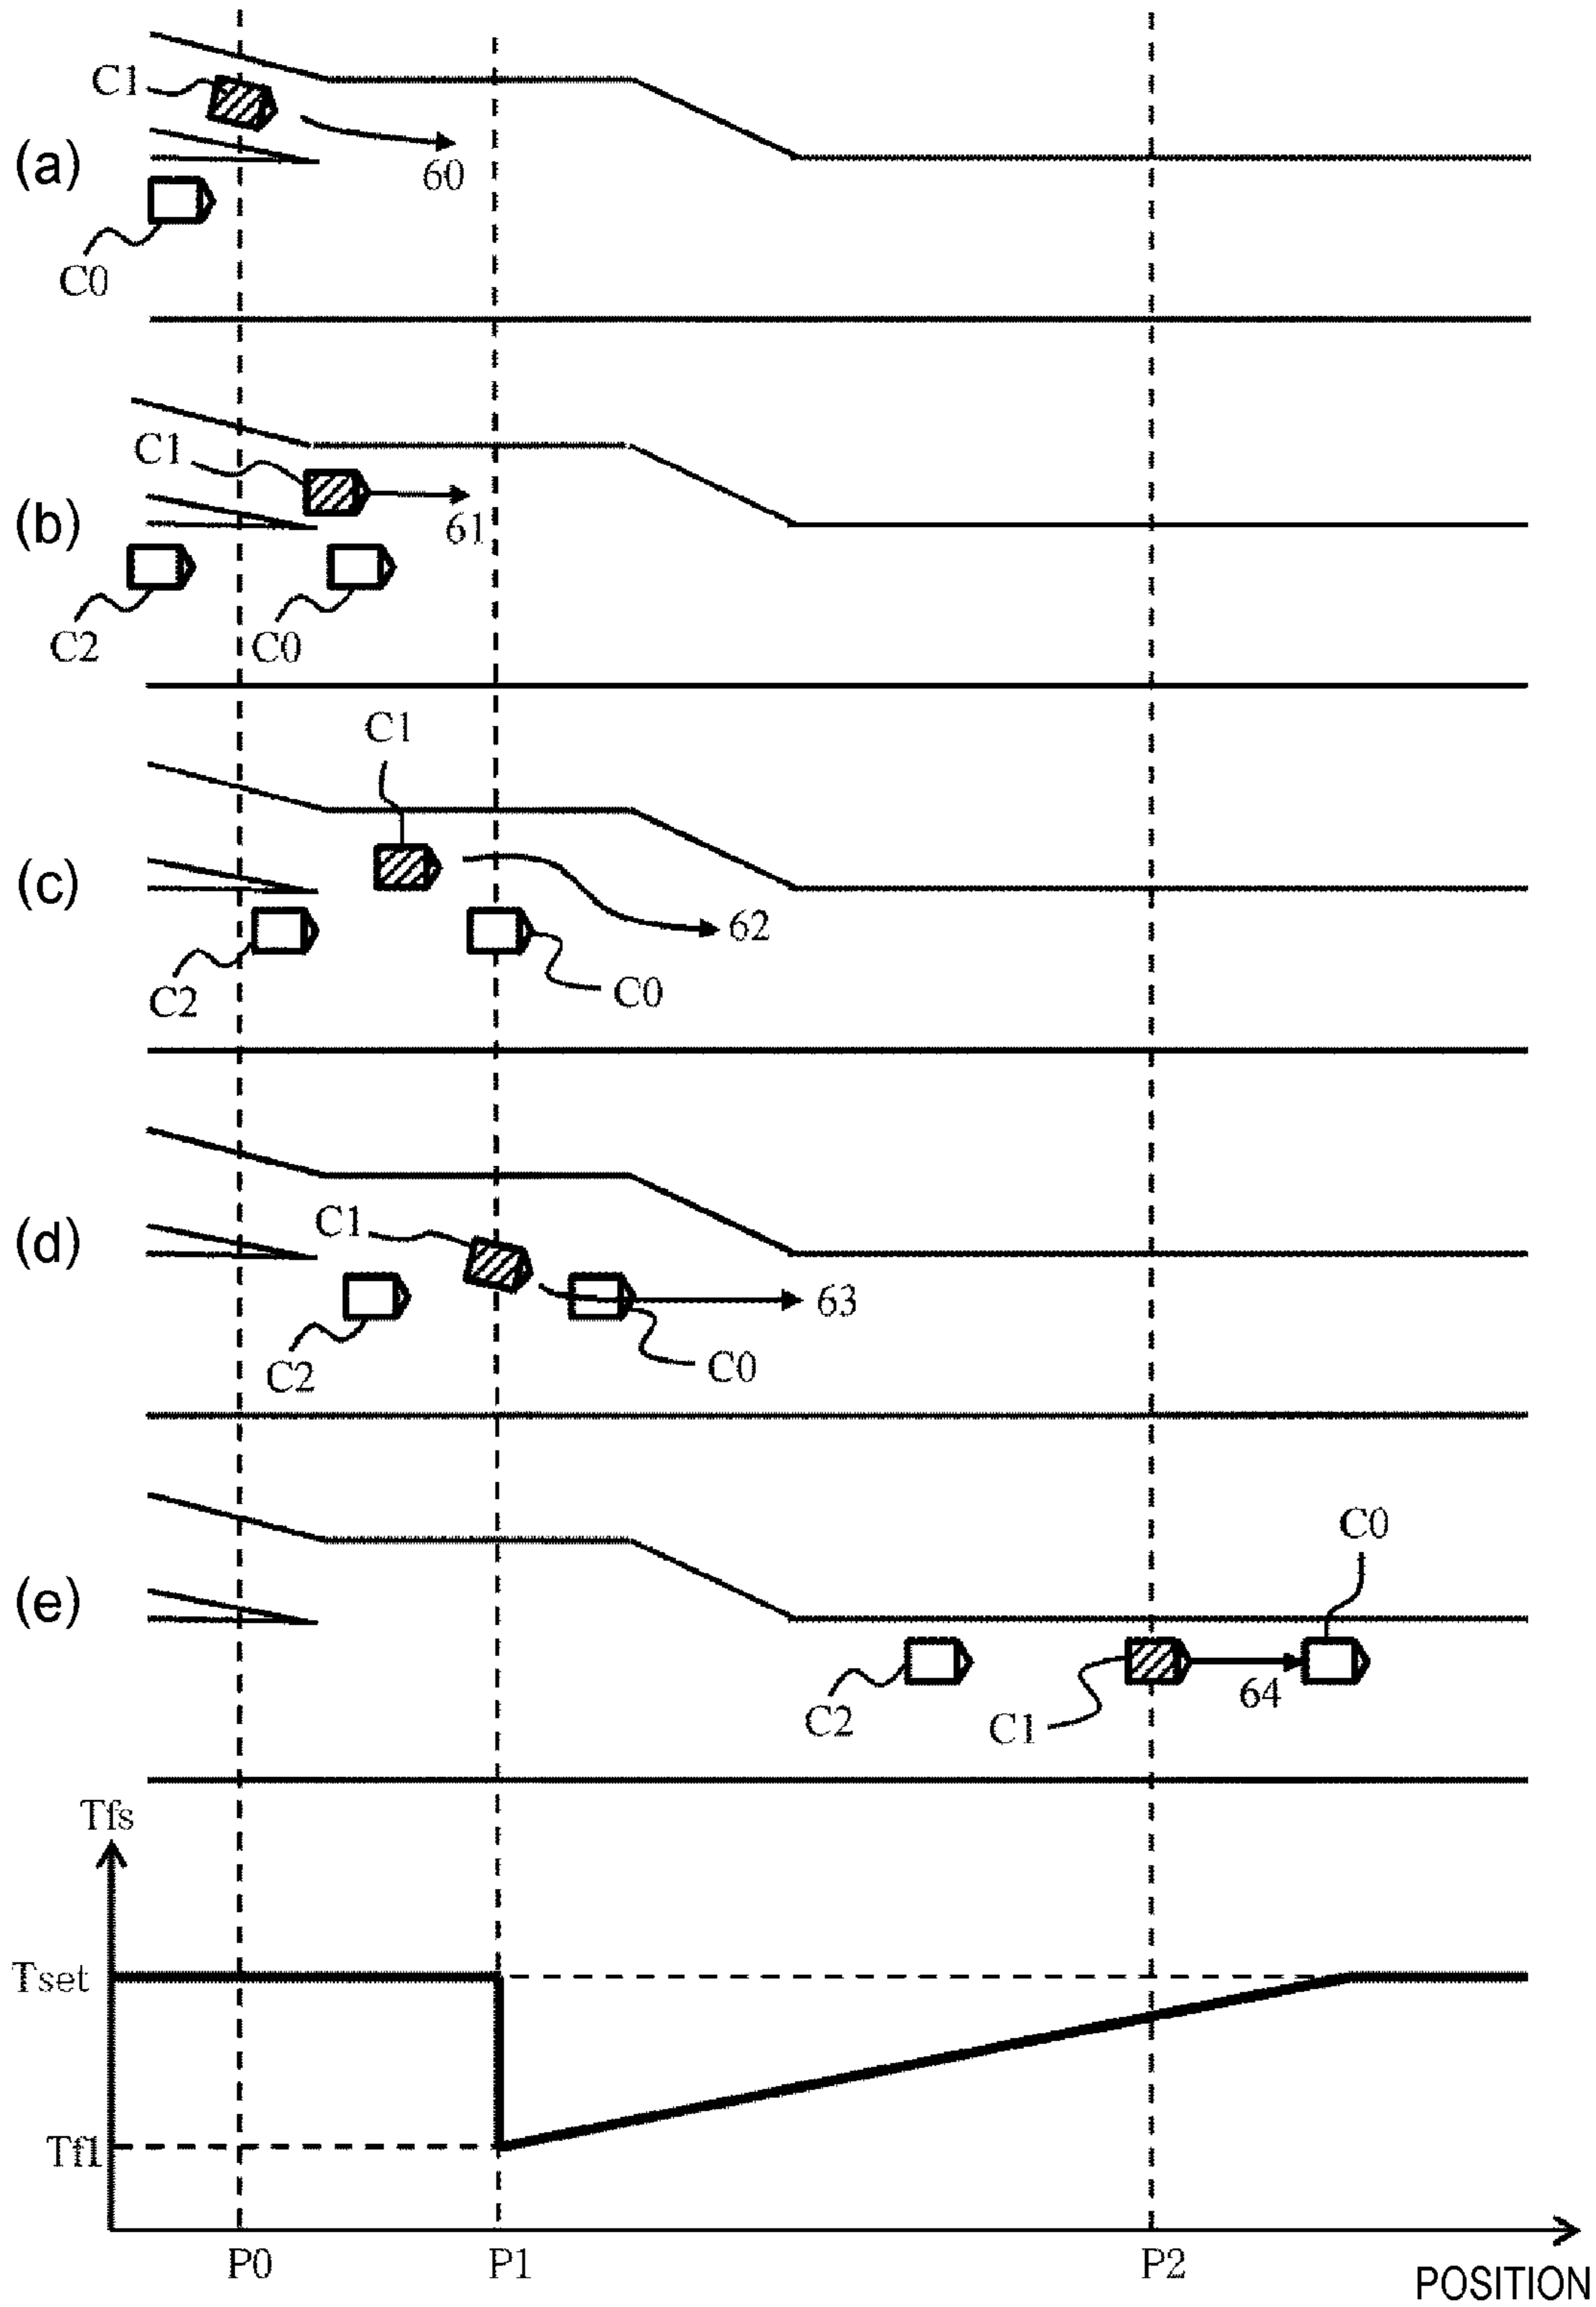 C1
(a)
60
C0
C1
(b)
61
C2
C0
C1
(c)
62
C2
C0
C1
(d)
63
C2
C0
C0
(e)
C2
C1
64
Tfs
Tset
Tf1
P0
P1
P2
POSITION